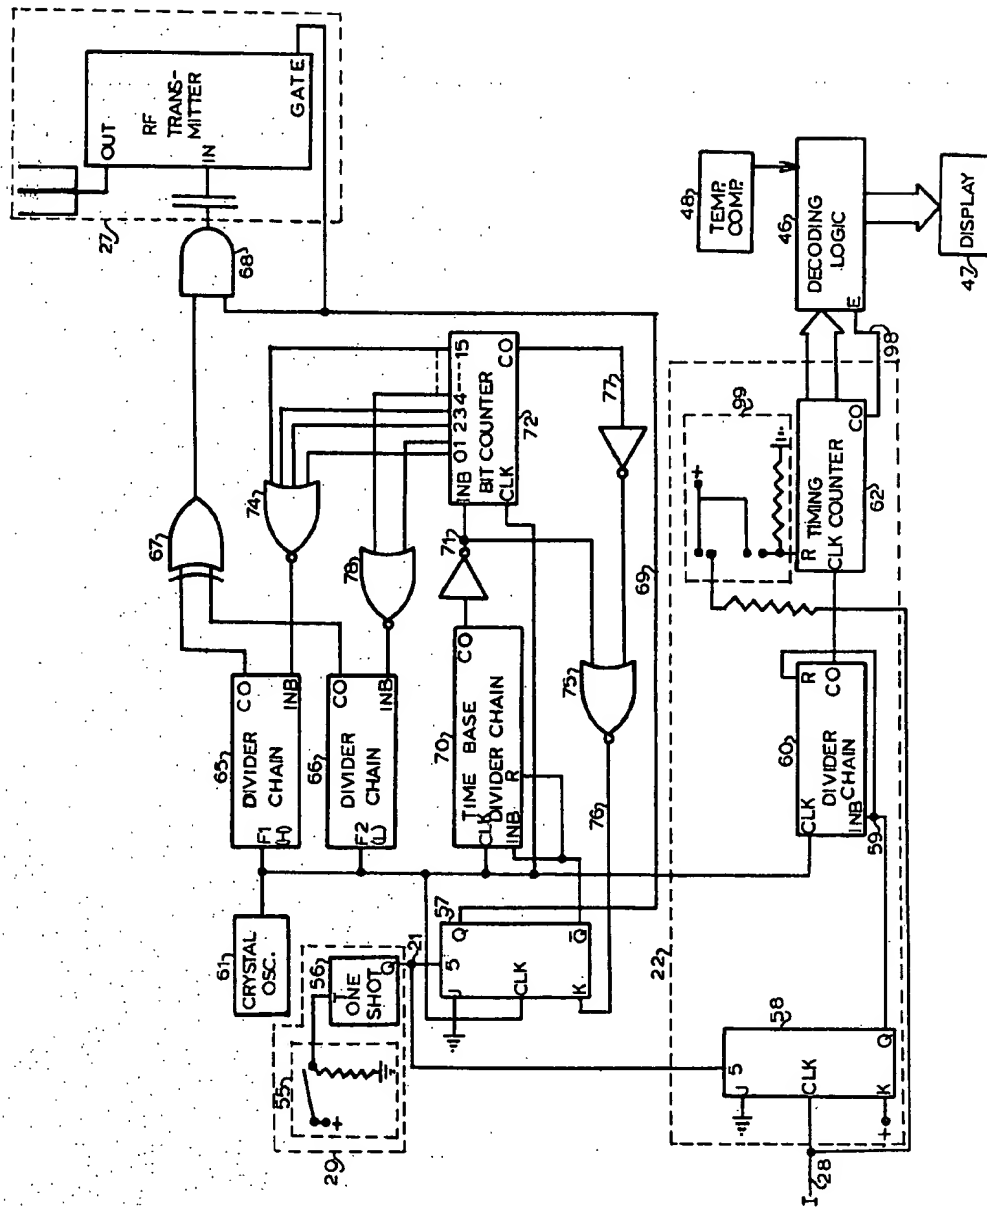 27
OUT
RF
TRANS-
MITTER
IN
GATE
68
67
74
78
71
77
69
75
76
65
DIVIDER
CHAIN
F1
(H)
CO
INB
66
DIVIDER
CHAIN
F2
(L)
CO
INB
70
TIME BASE
DIVIDER CHAIN
CLK
INB
R
CO
INB 0 1 2 3 4 --- 15
BIT COUNTER
CLK
CO
72
61
CRYSTAL
OSC.
29
55
+
56
ONE
SHOT
T
Q
21
57
J
5
Q
CLK
K
Q
22
58
J
5
CLK
K
Q
+
I
28
59
60
CLK
DIVIDER
CHAIN
INB
R
CO
99
+
R
TIMING
CLK COUNTER
CO
62
98
48
TEMP.
COMP.
46
DECODING
LOGIC
E
47
DISPLAY